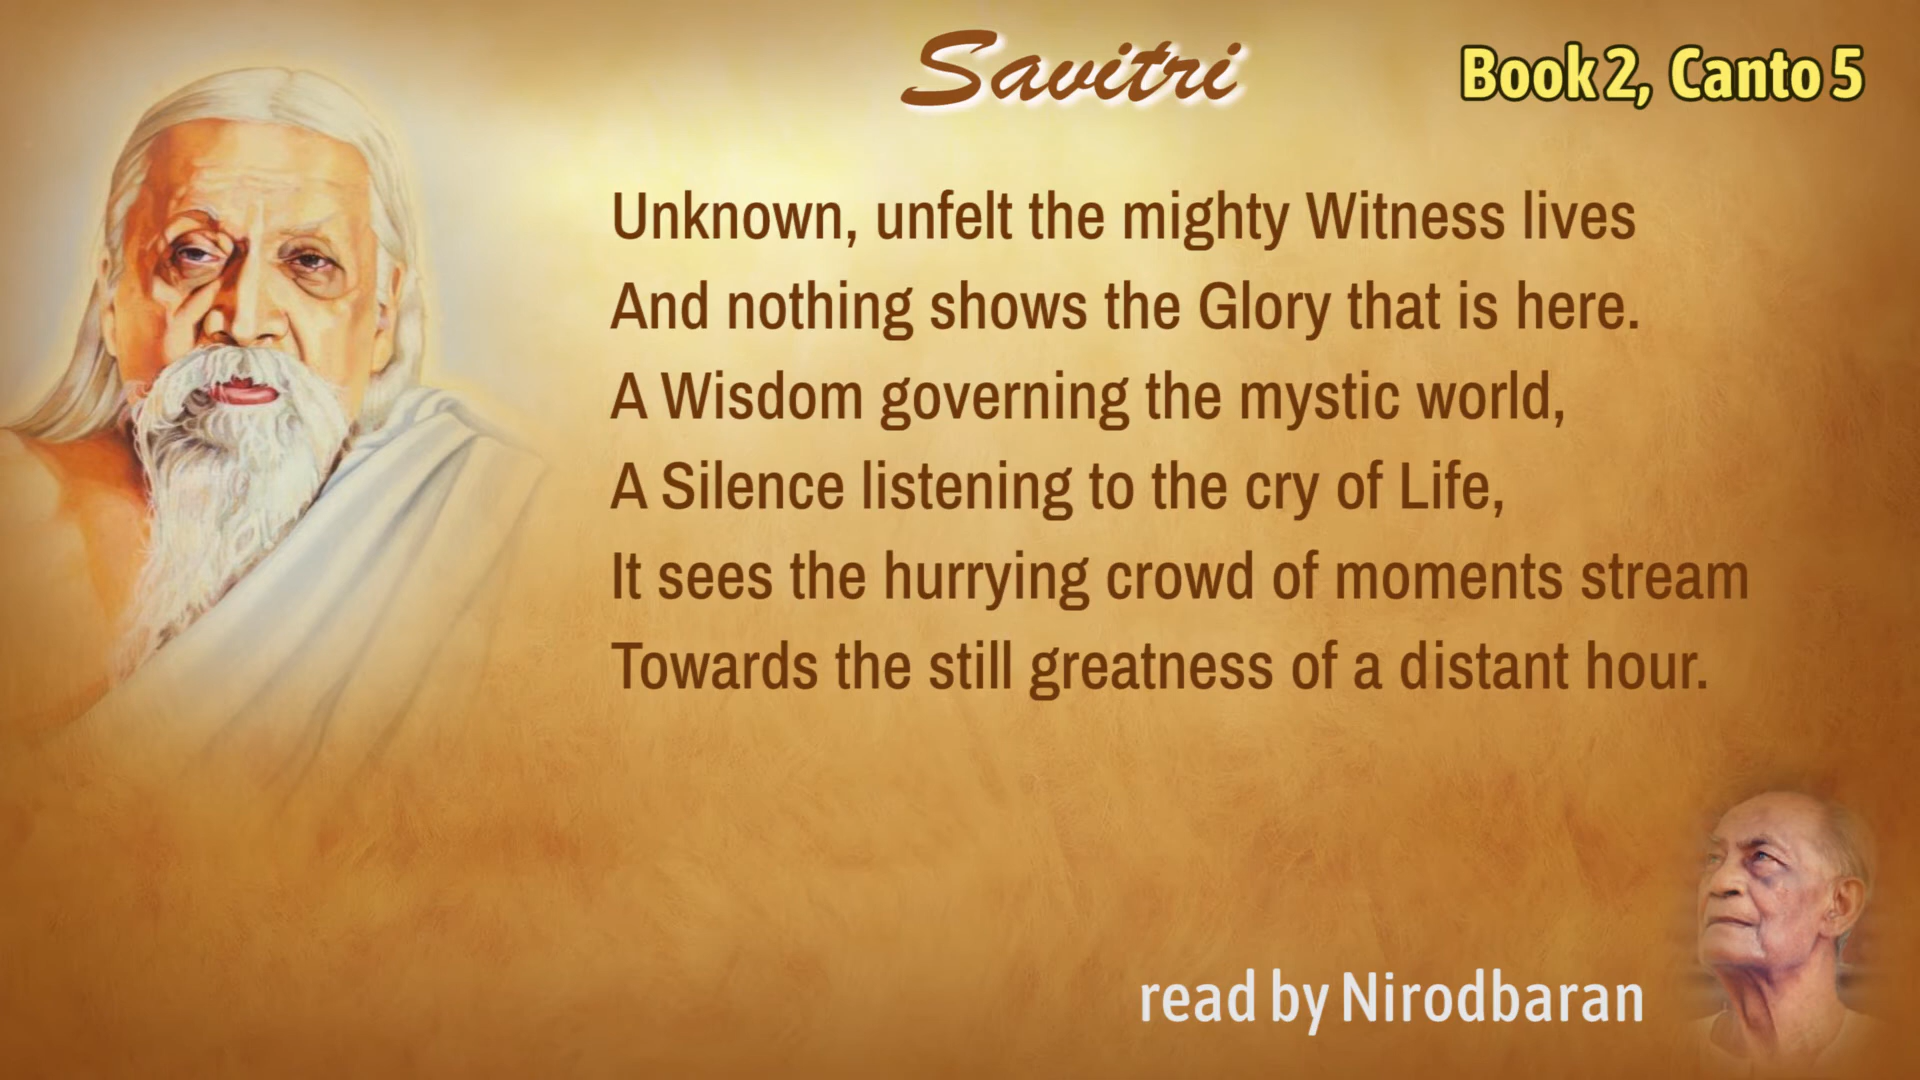 Savitri
Book 2, Canto 5
Unknown, unfelt the mighty Witness lives
And nothing shows the Glory that is here.
A Wisdom governing the mystic world,
A Silence listening to the cry of Life,
It sees the hurrying crowd of moments stream
Towards the still greatness of a distant hour.
read by Nirodbaran